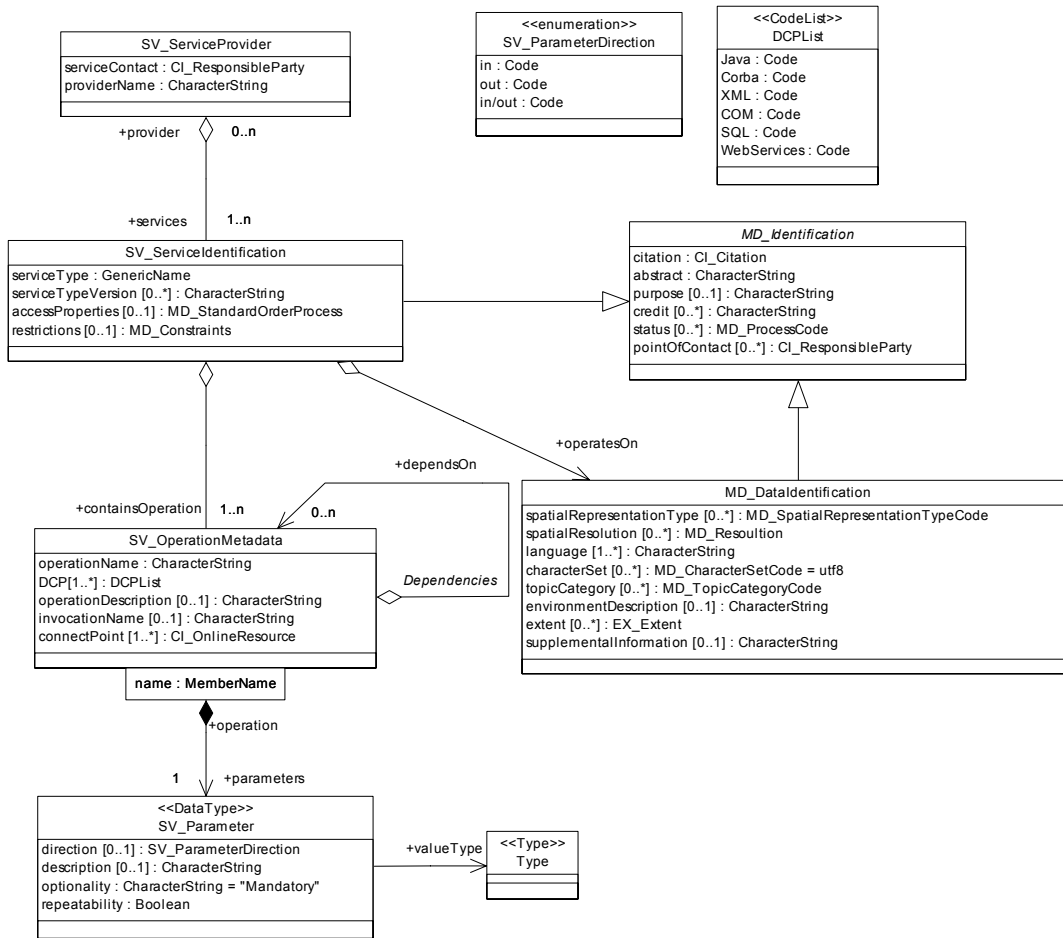 SV_ServiceProvider
serviceContact : CI_ResponsibleParty
providerName : CharacterString
<<enumeration>>
SV_ParameterDirection
in : Code
out : Code
in/out : Code
<<CodeList>>
DCPList
Java : Code
Corba : Code
XML : Code
COM : Code
SQL : Code
WebServices : Code
+provider
0..n
+services
1..n
SV_ServiceIdentification
serviceType : GenericName
serviceTypeVersion [0..*] : CharacterString
accessProperties [0..1] : MD_StandardOrderProcess
restrictions [0..1] : MD_Constraints
MD_Identification
citation : CI_Citation
abstract : CharacterString
purpose [0..1] : CharacterString
credit [0..*] : CharacterString
status [0..*] : MD_ProcessCode
pointOfContact [0..*] : CI_ResponsibleParty
+operatesOn
+dependsOn
0..n
+containsOperation
1..n
SV_OperationMetadata
operationName : CharacterString
DCP[1..*] : DCPList
operationDescription [0..1] : CharacterString
invocationName [0..1] : CharacterString
connectPoint [1..*] : CI_OnlineResource
Dependencies
MD_DataIdentification
spatialRepresentationType [0..*] : MD_SpatialRepresentationTypeCode
spatialResolution [0..*] : MD_Resoultion
language [1..*] : CharacterString
characterSet [0..*] : MD_CharacterSetCode = utf8
topicCategory [0..*] : MD_TopicCategoryCode
environmentDescription [0..1] : CharacterString
extent [0..*] : EX_Extent
supplementalInformation [0..1] : CharacterString
name : MemberName
+operation
1
+parameters
<<DataType>>
SV_Parameter
direction [0..1] : SV_ParameterDirection
description [0..1] : CharacterString
optionality : CharacterString = "Mandatory"
repeatability : Boolean
+valueType
<<Type>>
Type